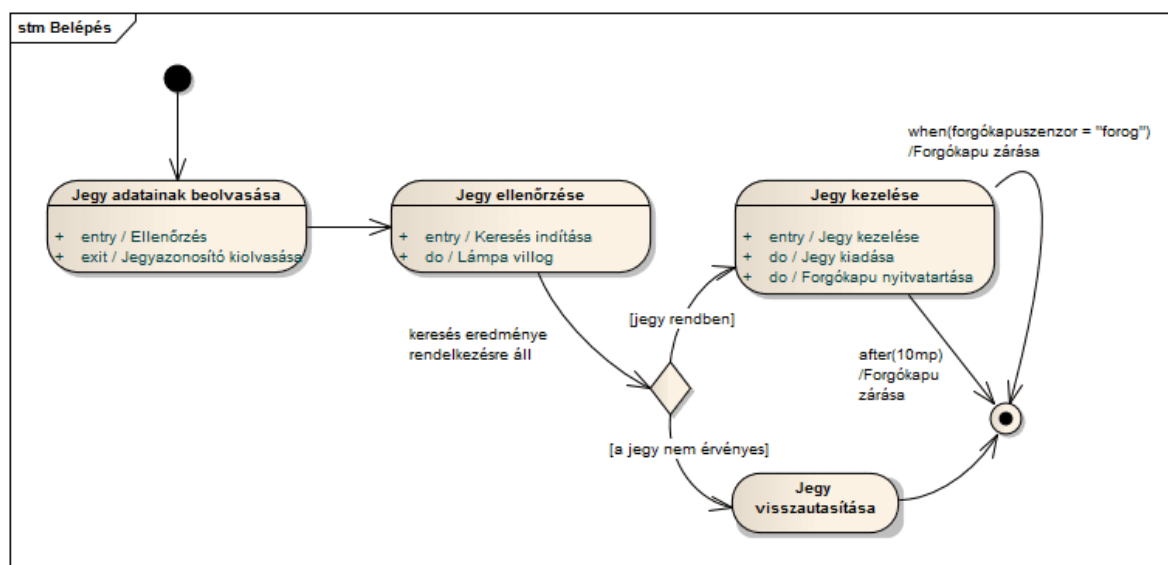 stm Belépés
when(forgókapuszenzor = "forog")
/Forgókapu zárása
Jegy adatainak beolvasása
+ entry / Ellenőrzés
+ exit / Jegyazonosító kiolvasása
Jegy ellenőrzése
+ entry / Keresés indítása
+ do / Lámpa villog
Jegy kezelése
+ entry / Jegy kezelése
+ do / Jegy kiadása
+ do / Forgókapu nyitvatartása
[jegy rendben]
keresés eredménye
rendelkezésre áll
after(10mp)
/Forgókapu
zárása
[a jegy nem érvényes]
Jegy
visszautasítása